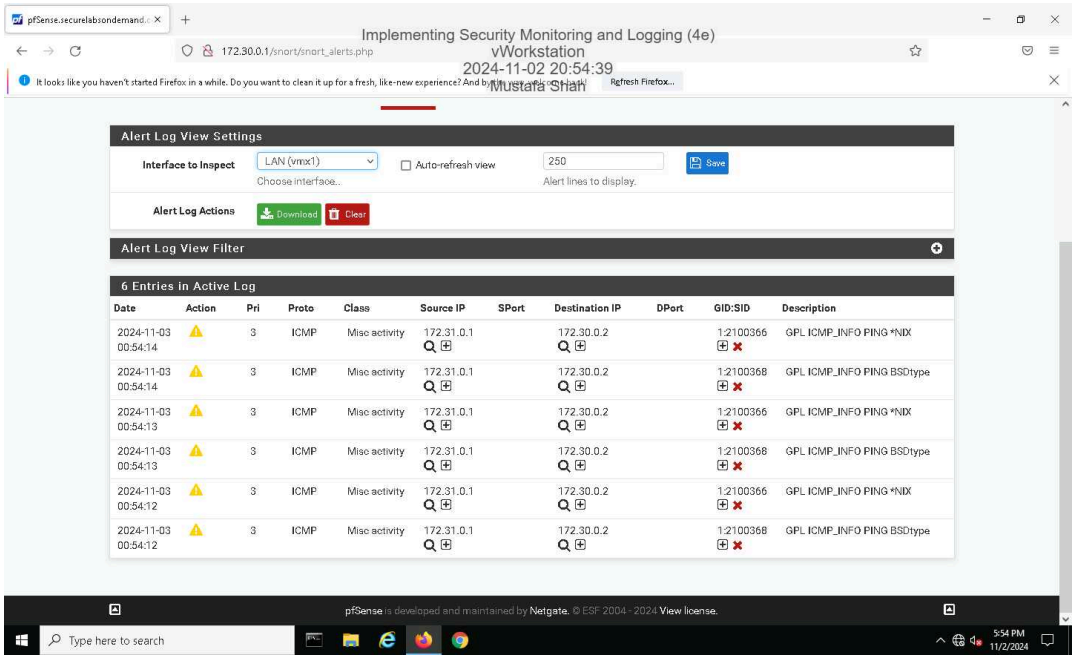 pfSense.securelabsondemand.c
Implementing Security Monitoring and Logging (4e)
172.30.0.1/snort/snort_alerts.php
vWorkstation
2024-11-02 20:54:39
It looks like you haven't started Firefox in a while. Do you want to clean it up for a fresh, like-new experience? And by the way, welcome back!
Refresh Firefox...
Mustafa Shah
Alert Log View Settings
Interface to Inspect LAN (vmx1) Auto-refresh view 250 Save
Choose interface.. Alert lines to display.
Alert Log Actions Download Clear
Alert Log View Filter
6 Entries in Active Log
Date Action Pri Proto Class Source IP SPort Destination IP DPort GID:SID Description
2024-11-03 3 ICMP Misc activity 172.31.0.1 172.30.0.2 1:2100366 GPL ICMP_INFO PING *NIX
00:54:14
2024-11-03 3 ICMP Misc activity 172.31.0.1 172.30.0.2 1:2100368 GPL ICMP_INFO PING BSDtype
00:54:14
2024-11-03 3 ICMP Misc activity 172.31.0.1 172.30.0.2 1:2100366 GPL ICMP_INFO PING *NIX
00:54:13
2024-11-03 3 ICMP Misc activity 172.31.0.1 172.30.0.2 1:2100368 GPL ICMP_INFO PING BSDtype
00:54:13
2024-11-03 3 ICMP Misc activity 172.31.0.1 172.30.0.2 1:2100366 GPL ICMP_INFO PING *NIX
00:54:12
2024-11-03 3 ICMP Misc activity 172.31.0.1 172.30.0.2 1:2100368 GPL ICMP_INFO PING BSDtype
00:54:12
pfSense is developed and maintained by Netgate. © ESF 2004 - 2024 View license.
Type here to search
5:54 PM
11/2/2024